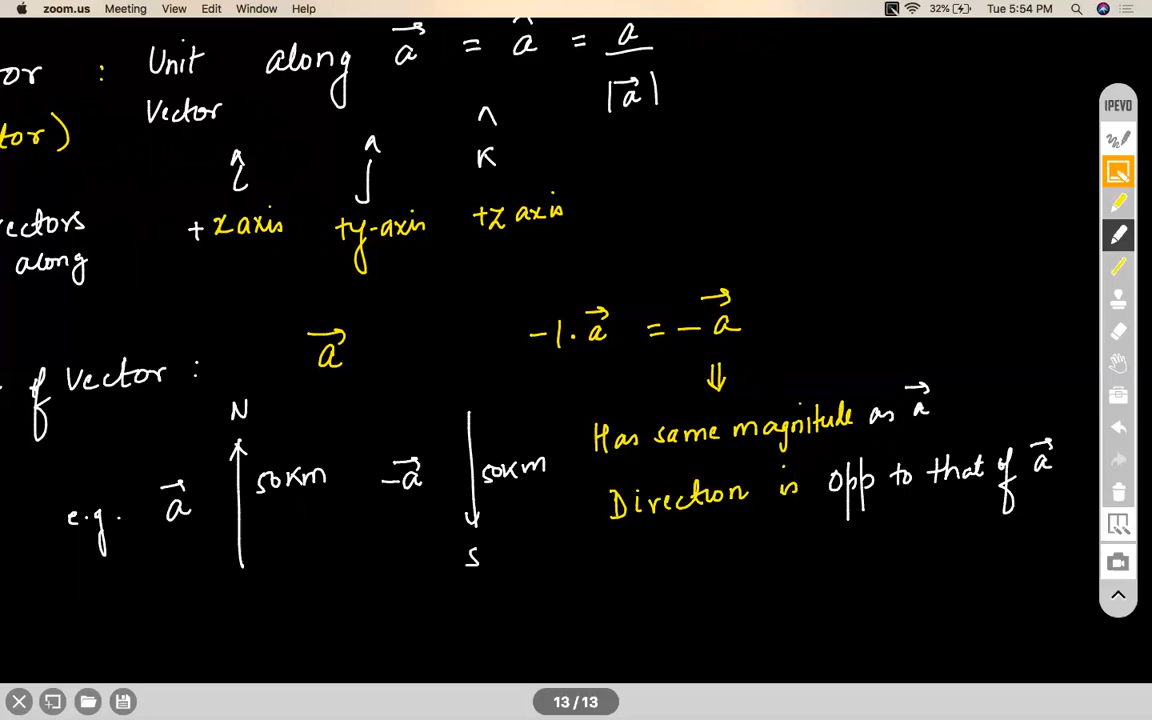 zoom.us Meeting View Edit Window Help 32% Tue 5:54 PM
or : Unit along a⃗ = â = a / |a⃗|
Vector
tor)
î ĵ k̂
ectors + x axis +y-axis +z axis
along
of vector : a⃗ -1. a⃗ = - a⃗
⇓
Has same magnitude as a⃗
Direction is opp to that of a⃗
e.g. a⃗ N 50km -a⃗ 50km S
IPEVO
13 / 13